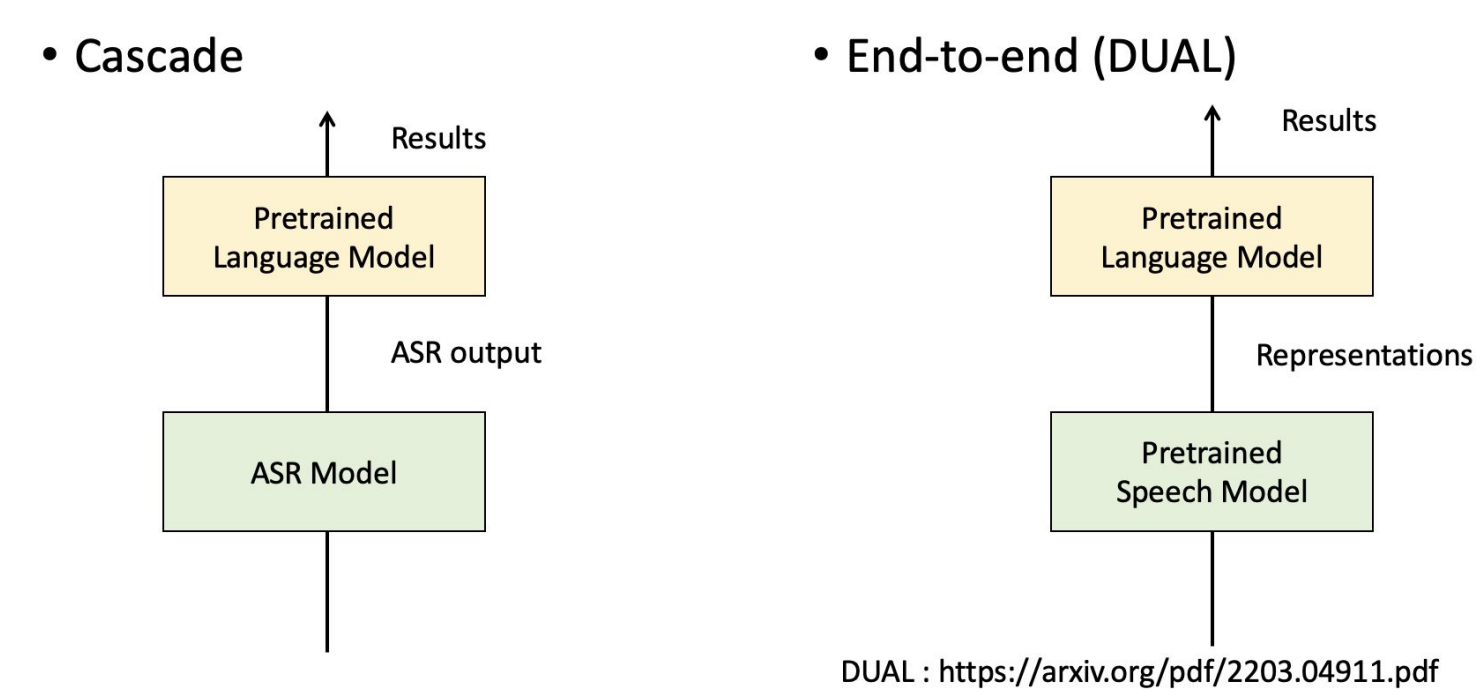 • Cascade
Results
Pretrained
Language Model
ASR output
ASR Model
• End-to-end (DUAL)
Results
Pretrained
Language Model
Representations
Pretrained
Speech Model
DUAL : https://arxiv.org/pdf/2203.04911.pdf